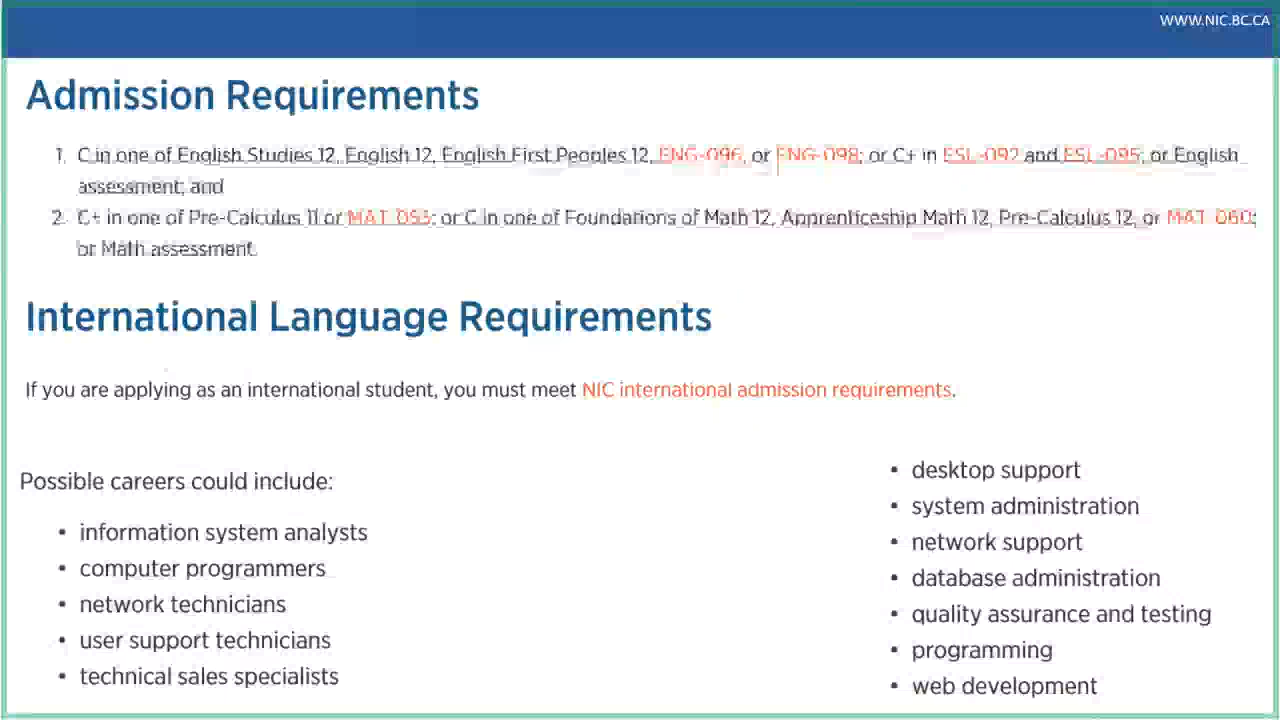 WWW.NIC.BC.CA
Admission Requirements
1. C in one of English Studies 12, English 12, English First Peoples 12, ENG-096, or ENG-098; or C+ in ESL-092 and ESL-095; or English
assessment; and
2. C+ in one of Pre-Calculus 11 or MAT-053; or C in one of Foundations of Math 12, Apprenticeship Math 12, Pre-Calculus 12, or MAT-060;
or Math assessment.
International Language Requirements
If you are applying as an international student, you must meet NIC international admission requirements.
Possible careers could include:
• information system analysts
• computer programmers
• network technicians
• user support technicians
• technical sales specialists
• desktop support
• system administration
• network support
• database administration
• quality assurance and testing
• programming
• web development